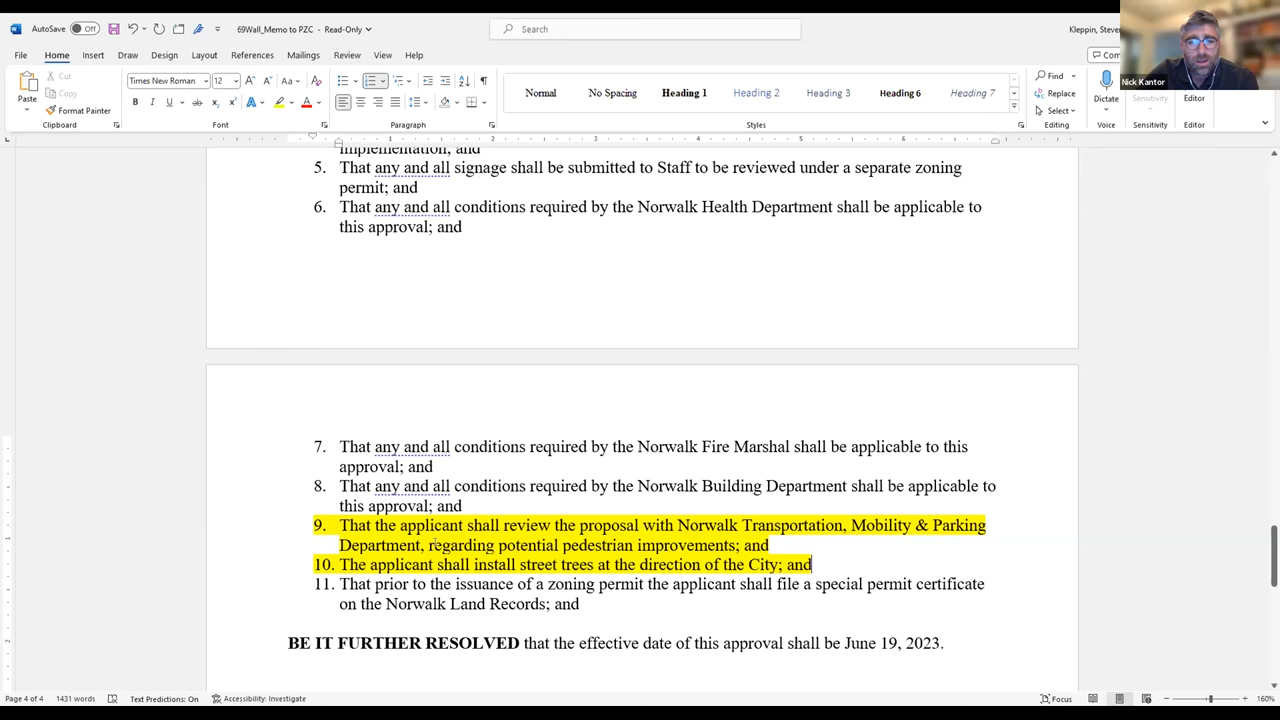 AutoSave Off 69Wall_Memo to PZC - Read-Only Search Kleppin, Steven
File Home Insert Draw Design Layout References Mailings Review View Help
Nick Kantor
Paste Cut Copy Format Painter
Times New Roman 12
Normal No Spacing Heading 1 Heading 2 Heading 3 Heading 6 Heading 7
Find Replace Select
Dictate Sensitivity Editor
Clipboard Font Paragraph Styles Editing Voice Sensitivity Editor
implementation, and
5. That any and all signage shall be submitted to Staff to be reviewed under a separate zoning
permit; and
6. That any and all conditions required by the Norwalk Health Department shall be applicable to
this approval; and
7. That any and all conditions required by the Norwalk Fire Marshal shall be applicable to this
approval; and
8. That any and all conditions required by the Norwalk Building Department shall be applicable to
this approval; and
9. That the applicant shall review the proposal with Norwalk Transportation, Mobility & Parking
Department, regarding potential pedestrian improvements; and
10. The applicant shall install street trees at the direction of the City; and
11. That prior to the issuance of a zoning permit the applicant shall file a special permit certificate
on the Norwalk Land Records; and
BE IT FURTHER RESOLVED that the effective date of this approval shall be June 19, 2023.
Page 4 of 4 1431 words Text Predictions: On Accessibility: Investigate Focus 160%